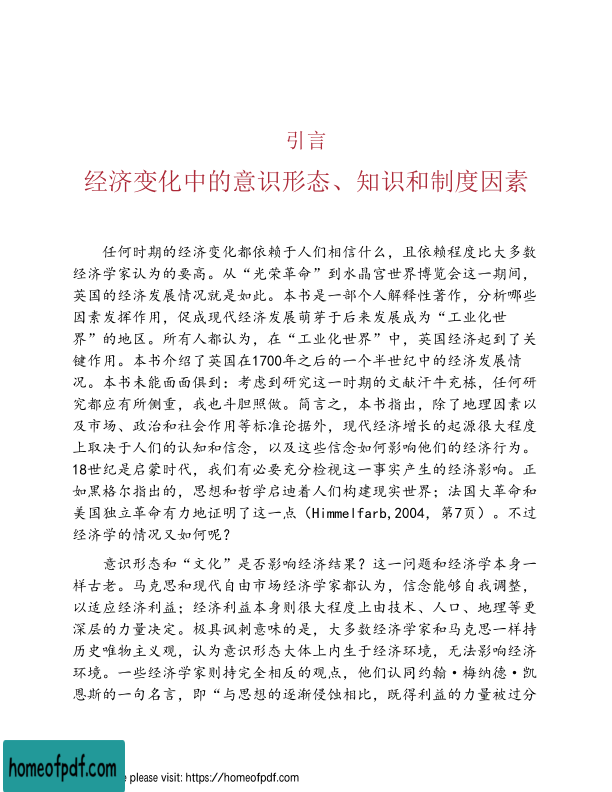 引言
经济变化中的意识形态、知识和制度因素
任何时期的经济变化都依赖于人们相信什么，且依赖程度比大多数
经济学家认为的要高。从“光荣革命”到水晶宫世界博览会这一期间，
英国的经济发展情况就是如此。本书是一部个人解释性著作，分析哪些
因素发挥作用，促成现代经济发展萌芽于后来发展成为“工业化世
界”的地区。所有人都认为，在“工业化世界”中，英国经济起到了关
键作用。本书介绍了英国在1700年之后的一个半世纪中的经济发展情
况。本书未能面面俱到：考虑到研究这一时期的文献汗牛充栋，任何研
究都应有所侧重，我也斗胆照做。简言之，本书指出，除了地理因素以
及市场、政治和社会作用等标准论据外，现代经济增长的起源很大程度
上取决于人们的认知和信念，以及这些信念如何影响他们的经济行为。
18世纪是启蒙时代，我们有必要充分检视这一事实产生的经济影响。正
如黑格尔指出的，思想和哲学启迪着人们构建现实世界；法国大革命和
美国独立革命有力地证明了这一点（Himmelfarb,2004，第7页）。不过
经济学的情况又如何呢？
意识形态和“文化”是否影响经济结果？这一问题和经济学本身一
样古老。马克思和现代自由市场经济学家都认为，信念能够自我调整，
以适应经济利益；经济利益本身则很大程度上由技术、人口、地理等更
深层的力量决定。极具讽刺意味的是，大多数经济学家和马克思一样持
历史唯物主义观，认为意识形态大体上内生于经济环境，无法影响经济
环境。一些经济学家则持完全相反的观点，他们认同约翰·梅纳德·凯
恩斯的一句名言，即“与思想的逐渐侵蚀相比，既得利益的力量被过分
homeofpdf.com
e please visit: https://homeofpdf.com